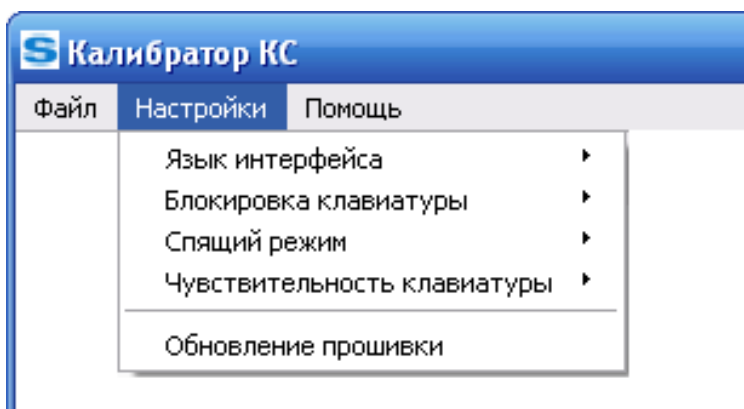 Калибратор КС
Файл Настройки Помощь
Язык интерфейса
Блокировка клавиатуры
Спящий режим
Чувствительность клавиатуры
Обновление прошивки